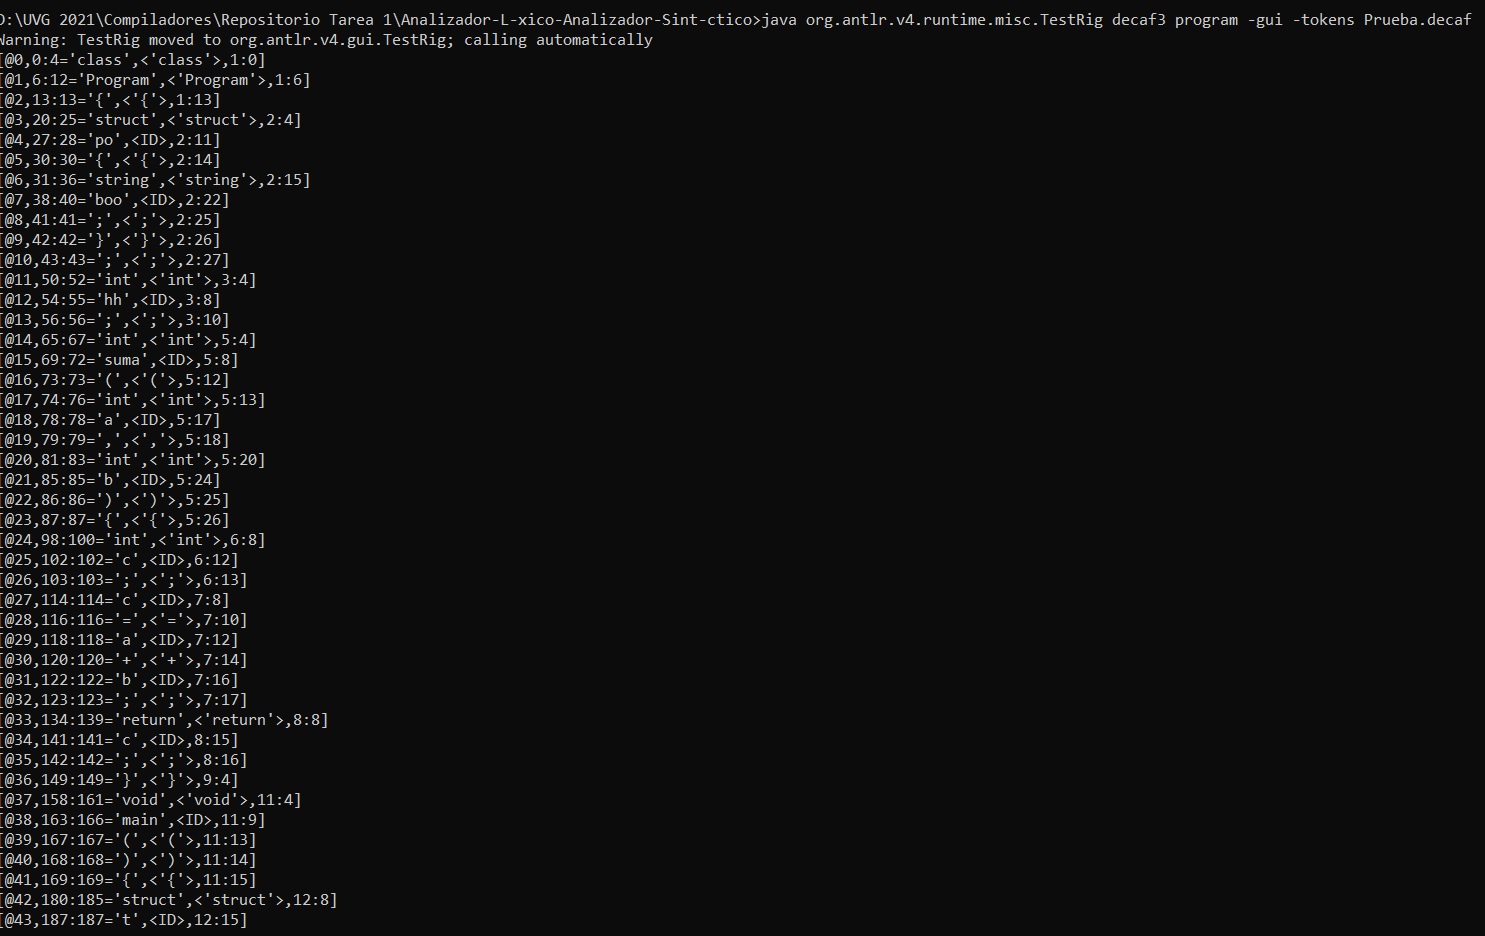 D:\UVG 2021\Compiladores\Repositorio Tarea 1\Analizador-L-xico-Analizador-Sint-ctico>java org.antlr.v4.runtime.misc.TestRig decaf3 program -gui -tokens Prueba.decaf
Warning: TestRig moved to org.antlr.v4.gui.TestRig; calling automatically
[@0,0:4='class',<'class'>,1:0]
[@1,6:12='Program',<'Program'>,1:6]
[@2,13:13='{',<'{'>,1:13]
[@3,20:25='struct',<'struct'>,2:4]
[@4,27:28='po',<ID>,2:11]
[@5,30:30='{',<'{'>,2:14]
[@6,31:36='string',<'string'>,2:15]
[@7,38:40='boo',<ID>,2:22]
[@8,41:41=';',<';'>,2:25]
[@9,42:42='}',<'}'>,2:26]
[@10,43:43=';',<';'>,2:27]
[@11,50:52='int',<'int'>,3:4]
[@12,54:55='hh',<ID>,3:8]
[@13,56:56=';',<';'>,3:10]
[@14,65:67='int',<'int'>,5:4]
[@15,69:72='suma',<ID>,5:8]
[@16,73:73='(',<'('>,5:12]
[@17,74:76='int',<'int'>,5:13]
[@18,78:78='a',<ID>,5:17]
[@19,79:79=',',<','>,5:18]
[@20,81:83='int',<'int'>,5:20]
[@21,85:85='b',<ID>,5:24]
[@22,86:86=')',<')'>,5:25]
[@23,87:87='{',<'{'>,5:26]
[@24,98:100='int',<'int'>,6:8]
[@25,102:102='c',<ID>,6:12]
[@26,103:103=';',<';'>,6:13]
[@27,114:114='c',<ID>,7:8]
[@28,116:116='=',<'='>,7:10]
[@29,118:118='a',<ID>,7:12]
[@30,120:120='+',<'+'>,7:14]
[@31,122:122='b',<ID>,7:16]
[@32,123:123=';',<';'>,7:17]
[@33,134:139='return',<'return'>,8:8]
[@34,141:141='c',<ID>,8:15]
[@35,142:142=';',<';'>,8:16]
[@36,149:149='}',<'}'>,9:4]
[@37,158:161='void',<'void'>,11:4]
[@38,163:166='main',<ID>,11:9]
[@39,167:167='(',<'('>,11:13]
[@40,168:168=')',<')'>,11:14]
[@41,169:169='{',<'{'>,11:15]
[@42,180:185='struct',<'struct'>,12:8]
[@43,187:187='t',<ID>,12:15]